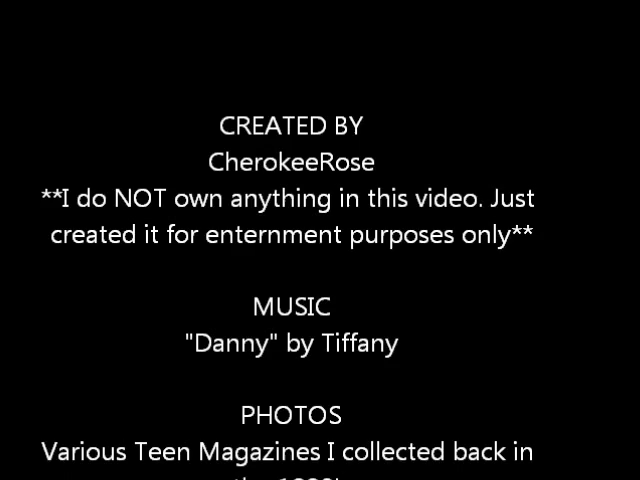 CREATED BY
CherokeeRose
**I do NOT own anything in this video. Just
created it for enternment purposes only**
MUSIC
"Danny" by Tiffany
PHOTOS
Various Teen Magazines I collected back in